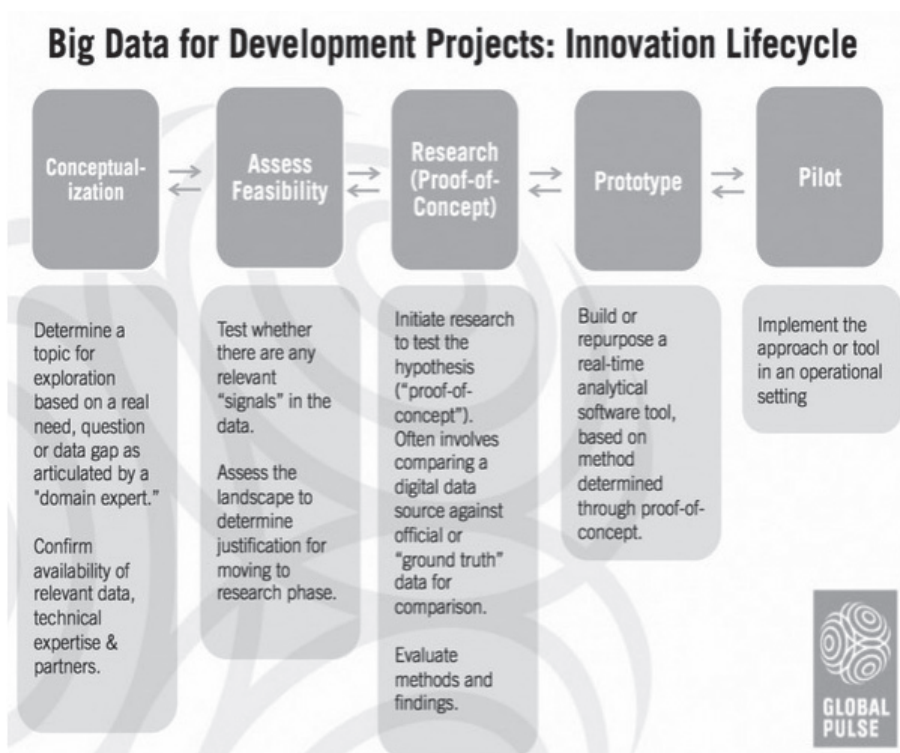 Big Data for Development Projects: Innovation Lifecycle
Conceptual-
ization
Assess
Feasibility
Research
(Proof-of-
Concept)
Prototype
Pilot
Determine a
topic for
exploration
based on a real
need, question
or data gap as
articulated by a
"domain expert."
Confirm
availability of
relevant data,
technical
expertise &
partners.
Test whether
there are any
relevant
“signals” in the
data.
Assess the
landscape to
determine
justification for
moving to
research phase.
Initiate research
to test the
hypothesis
(“proof-of-
concept”).
Often involves
comparing a
digital data
source against
official or
“ground truth”
data for
comparison.
Evaluate
methods and
findings.
Build or
repurpose a
real-time
analytical
software tool,
based on
method
determined
through proof-of-
concept.
Implement the
approach or tool
in an operational
setting
GLOBAL
PULSE